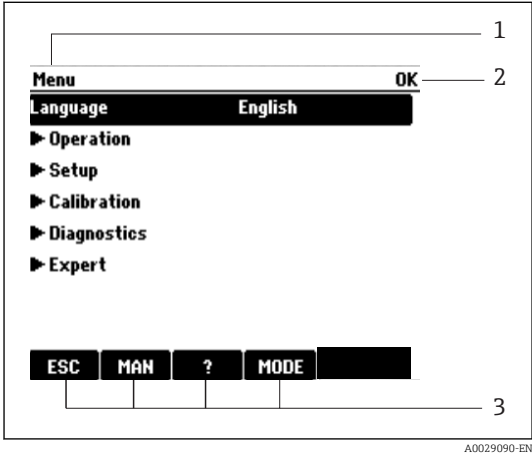 1
Menu OK 2
Language English
Operation
Setup
Calibration
Diagnostics
Expert
ESC MAN ? MODE
3
A0029090-EN